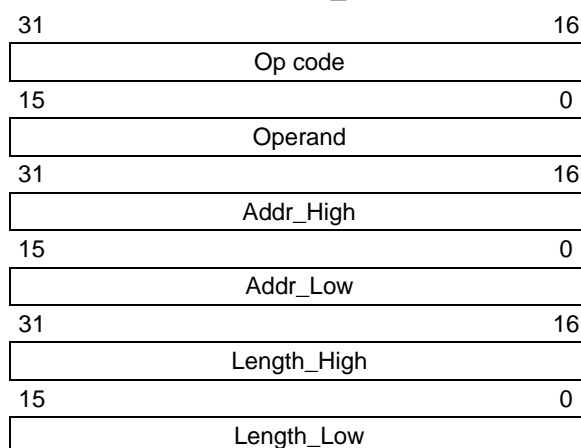 31 16
Op code
15 0
Operand
31 16
Addr_High
15 0
Addr_Low
31 16
Length_High
15 0
Length_Low